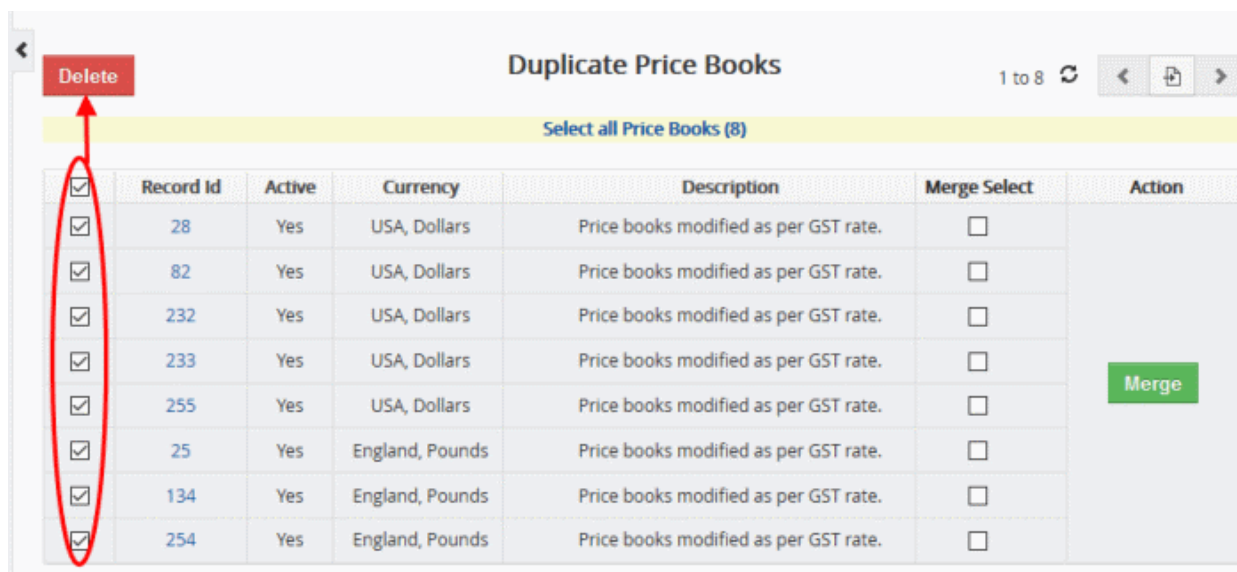 Delete
Duplicate Price Books
1 to 8
Select all Price Books (8)
Record Id Active Currency Description Merge Select Action
28 Yes USA, Dollars Price books modified as per GST rate.
82 Yes USA, Dollars Price books modified as per GST rate.
232 Yes USA, Dollars Price books modified as per GST rate.
233 Yes USA, Dollars Price books modified as per GST rate.
Merge
255 Yes USA, Dollars Price books modified as per GST rate.
25 Yes England, Pounds Price books modified as per GST rate.
134 Yes England, Pounds Price books modified as per GST rate.
254 Yes England, Pounds Price books modified as per GST rate.